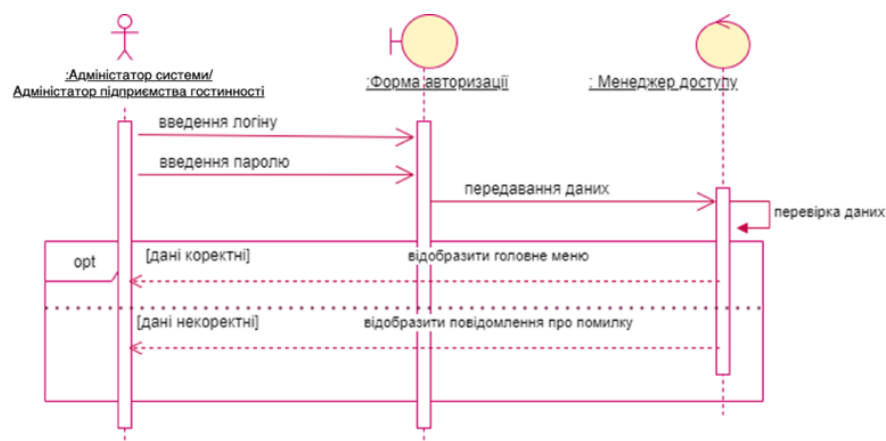 :Адміністатор системи/
Адміністатор підприємства гостинності
:Форма авторизації
: Менеджер доступу
введення логіну
введення паролю
передавання даних
перевірка даних
opt
[дані коректні]
відобразити головне меню
[дані некоректні]
відобразити повідомлення про помилку